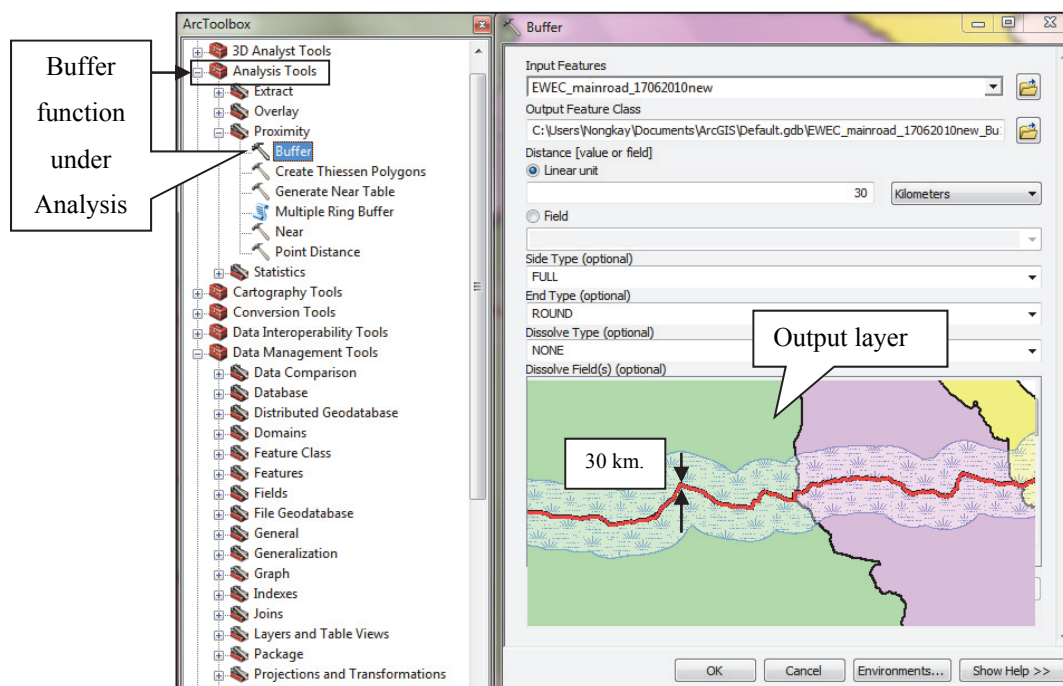 Buffer
function
under
Analysis
ArcToolbox
3D Analyst Tools
Analysis Tools
Extract
Overlay
Proximity
Buffer
Create Thiessen Polygons
Generate Near Table
Multiple Ring Buffer
Near
Point Distance
Statistics
Cartography Tools
Conversion Tools
Data Interoperability Tools
Data Management Tools
Data Comparison
Database
Distributed Geodatabase
Domains
Feature Class
Features
Fields
File Geodatabase
General
Generalization
Graph
Indexes
Joins
Layers and Table Views
Package
Projections and Transformations
Buffer
Input Features
EWEC_mainroad_17062010new
Output Feature Class
C:\Users\Nongkay\Documents\ArcGIS\Default.gdb\EWEC_mainroad_17062010new_Bu
Distance [value or field]
Linear unit
30 Kilometers
Field
Side Type (optional)
FULL
End Type (optional)
ROUND
Dissolve Type (optional)
NONE
Dissolve Field(s) (optional)
Output layer
30 km.
OK Cancel Environments... Show Help >>